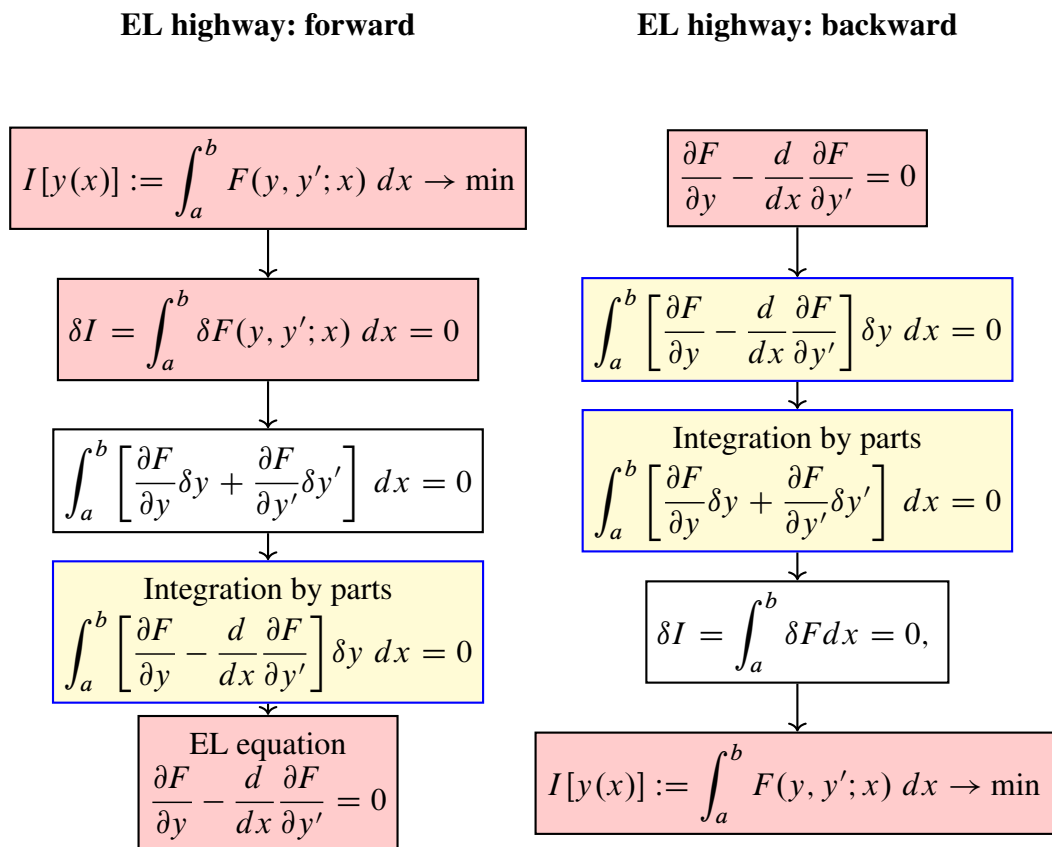 EL highway: forward
I[y(x)] := ∫_a^b F(y, y′; x) dx → min
δI = ∫_a^b δF(y, y′; x) dx = 0
∫_a^b [∂F/∂y δy + ∂F/∂y′ δy′] dx = 0
Integration by parts
∫_a^b [∂F/∂y − d/dx ∂F/∂y′] δy dx = 0
EL equation
∂F/∂y − d/dx ∂F/∂y′ = 0
EL highway: backward
∂F/∂y − d/dx ∂F/∂y′ = 0
∫_a^b [∂F/∂y − d/dx ∂F/∂y′] δy dx = 0
Integration by parts
∫_a^b [∂F/∂y δy + ∂F/∂y′ δy′] dx = 0
δI = ∫_a^b δFdx = 0,
I[y(x)] := ∫_a^b F(y, y′; x) dx → min